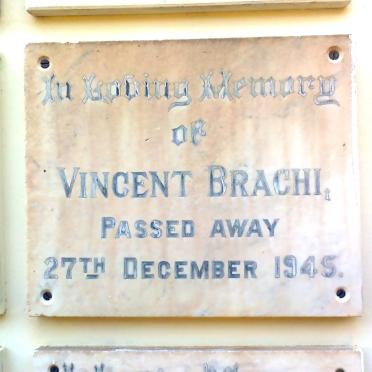 In Loving Memory
of
VINCENT BRACHI,
PASSED AWAY
27TH DECEMBER 1945.